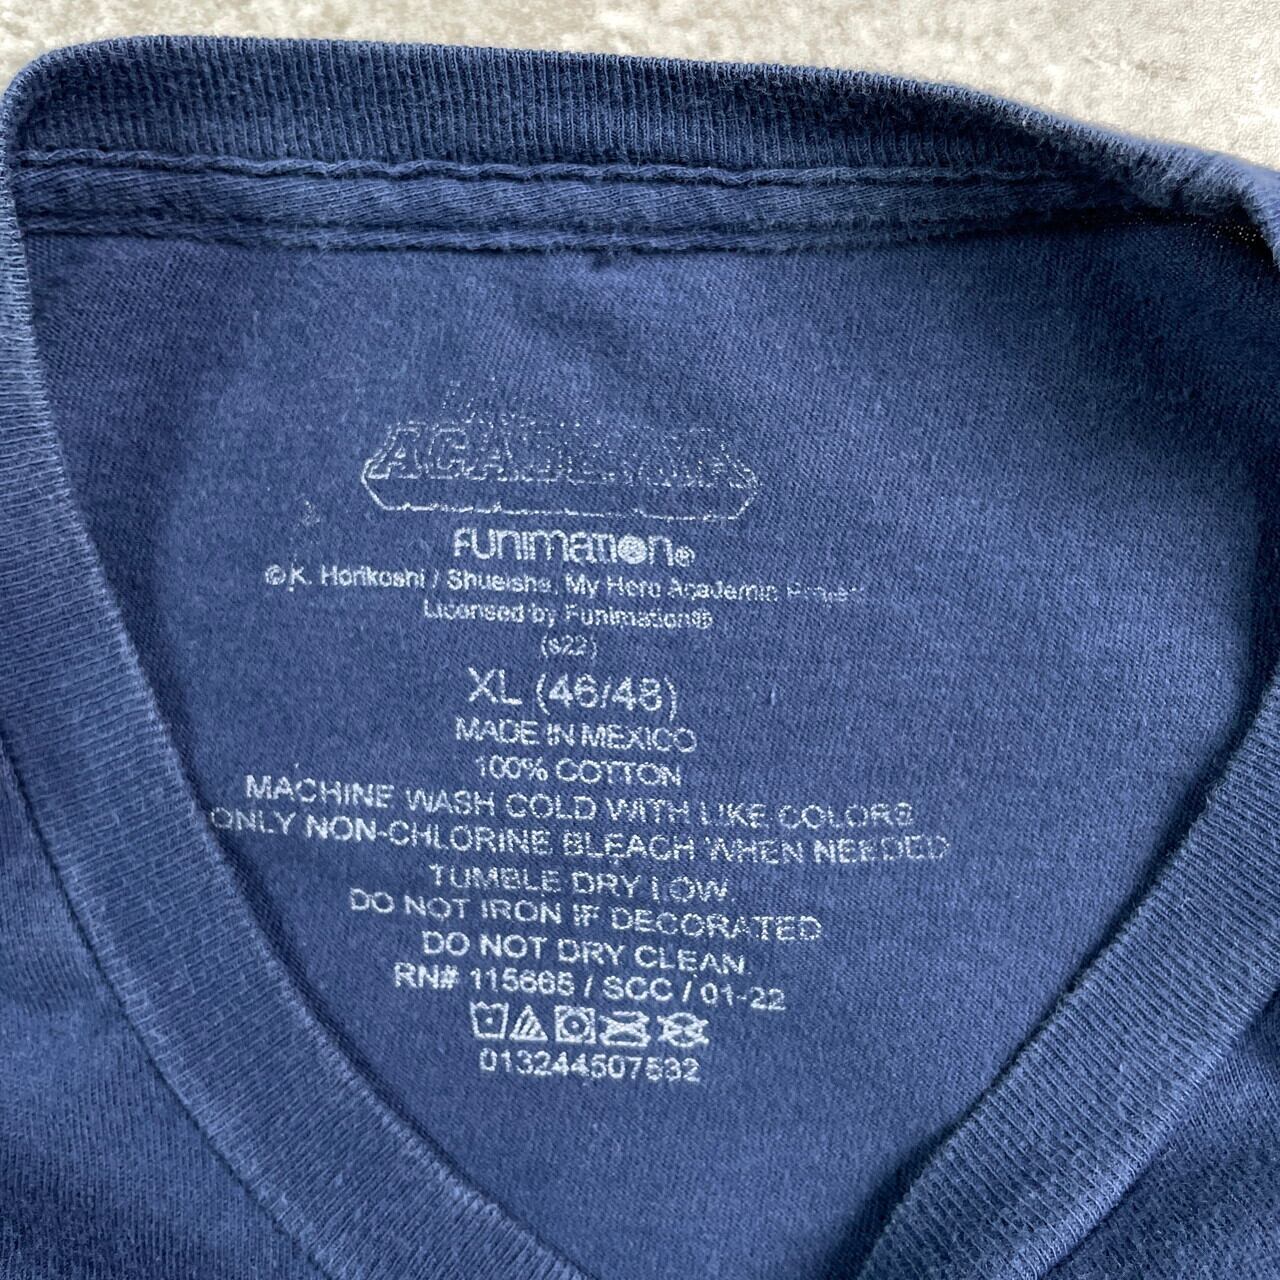 ACADEMIA
FUNIMATION®
© K. Horikoshi / Shueisha, My Hero Academia Project
Licensed by Funimation®
(s22)
XL (46/48)
MADE IN MEXICO
100% COTTON
MACHINE WASH COLD WITH LIKE COLORS
ONLY NON-CHLORINE BLEACH WHEN NEEDED
TUMBLE DRY LOW.
DO NOT IRON IF DECORATED
DO NOT DRY CLEAN.
RN# 115665 / SCC / 01-22